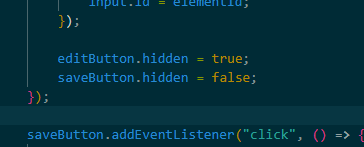 input.id = elementId;
});
editButton.hidden = true;
saveButton.hidden = false;
});
saveButton.addEventListener("click", () => {